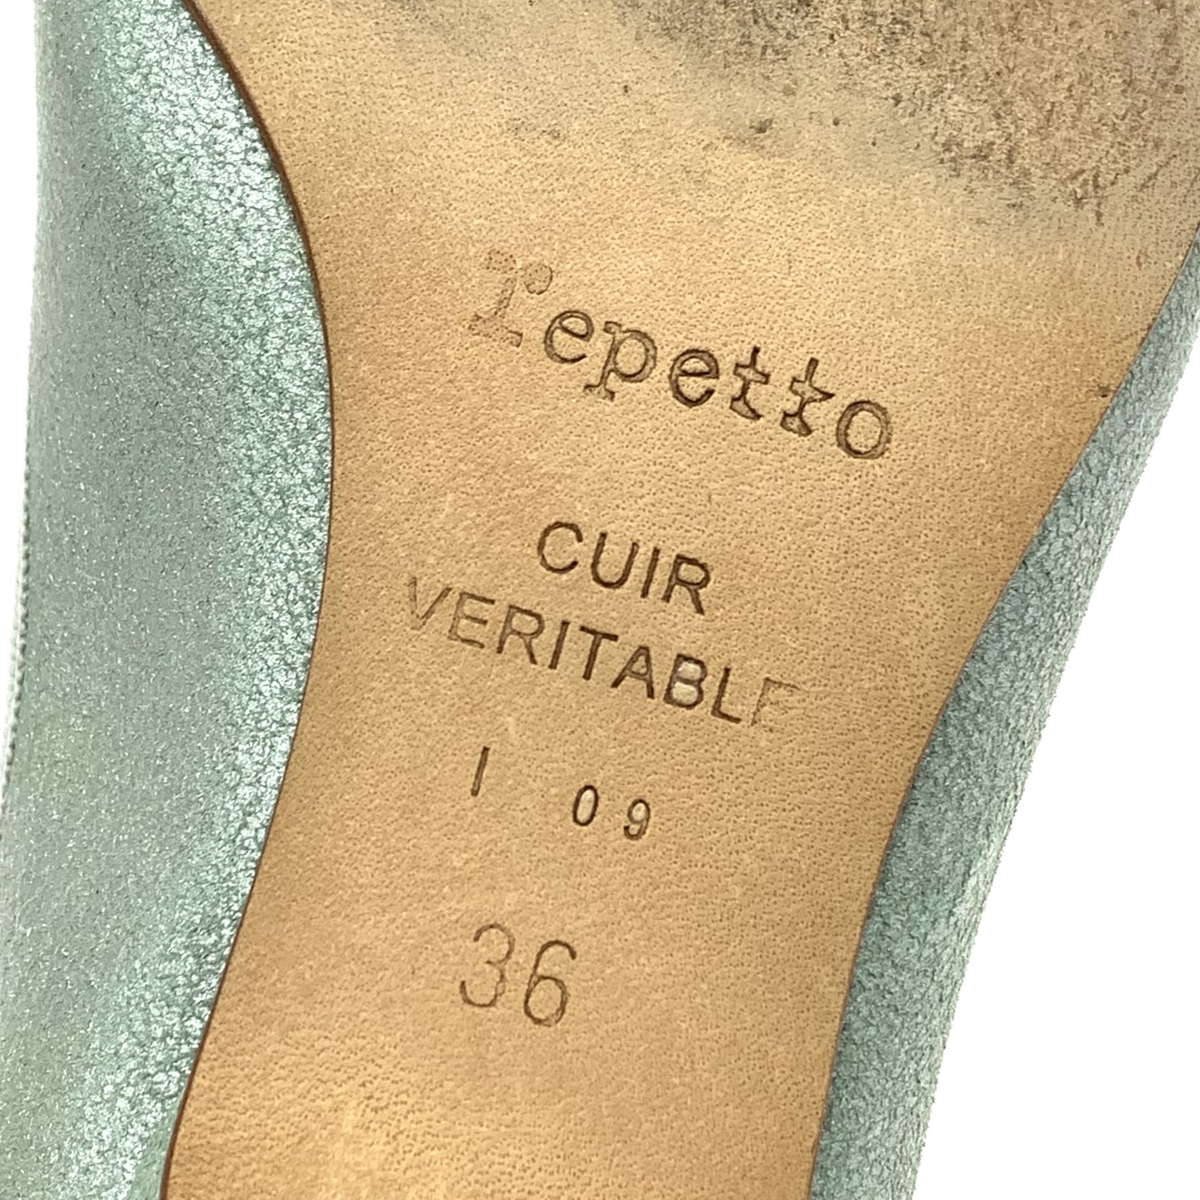 repetto
CUIR
VERITABLE
I 09
36